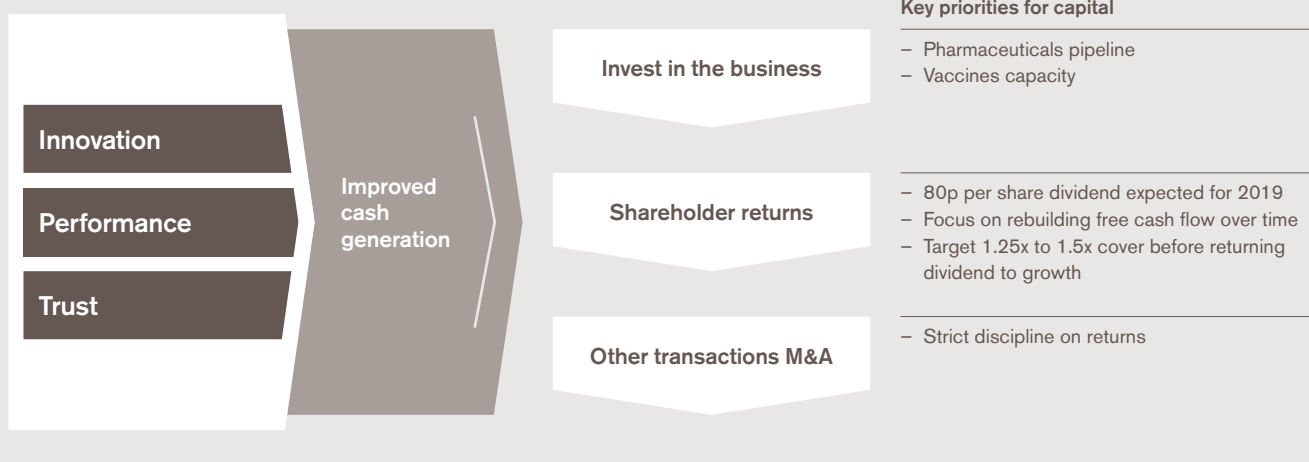 Innovation
Performance
Trust
Improved
cash
generation
Invest in the business
Shareholder returns
Other transactions M&A
Key priorities for capital
– Pharmaceuticals pipeline
– Vaccines capacity
– 80p per share dividend expected for 2019
– Focus on rebuilding free cash flow over time
– Target 1.25x to 1.5x cover before returning
dividend to growth
– Strict discipline on returns